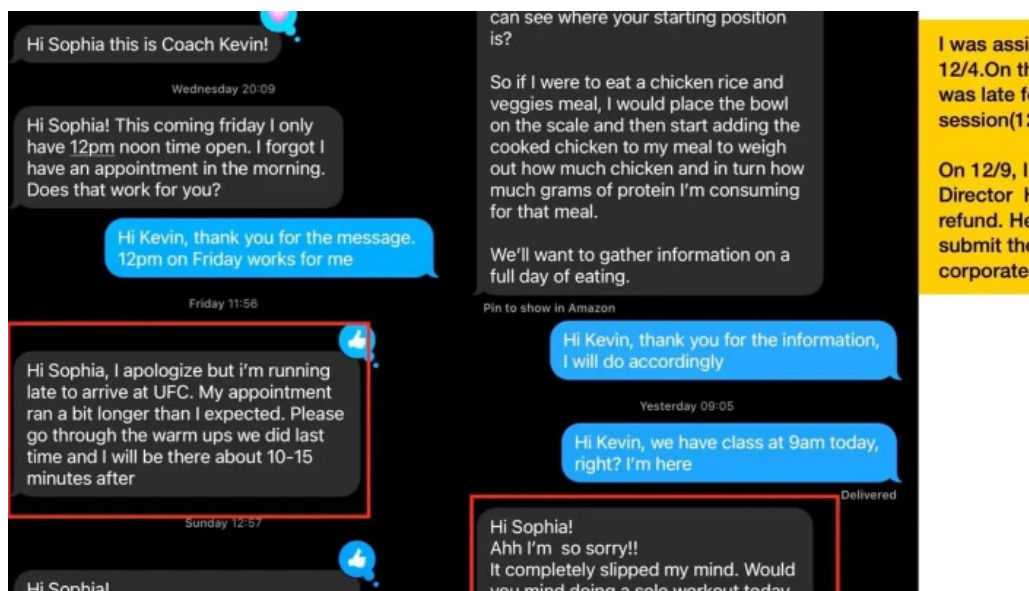 Hi Sophia this is Coach Kevin!
Wednesday 20:09
Hi Sophia! This coming friday I only
have 12pm noon time open. I forgot I
have an appointment in the morning.
Does that work for you?
Hi Kevin, thank you for the message.
12pm on Friday works for me
Friday 11:56
Hi Sophia, I apologize but i'm running
late to arrive at UFC. My appointment
ran a bit longer than I expected. Please
go through the warm ups we did last
time and I will be there about 10-15
minutes after
Sunday 12:57
Hi Sophia!
can see where your starting position
is?
So if I were to eat a chicken rice and
veggies meal, I would place the bowl
on the scale and then start adding the
cooked chicken to my meal to weigh
out how much chicken and in turn how
much grams of protein I'm consuming
for that meal.
We'll want to gather information on a
full day of eating.
Pin to show in Amazon
Hi Kevin, thank you for the information,
I will do accordingly
Yesterday 09:05
Hi Kevin, we have class at 9am today,
right? I'm here
Delivered
Hi Sophia!
Ahh I'm so sorry!!
It completely slipped my mind. Would
you mind doing a solo workout today
I was assi
12/4.On th
was late f
session(12
On 12/9, I
Director
refund. He
submit the
corporate